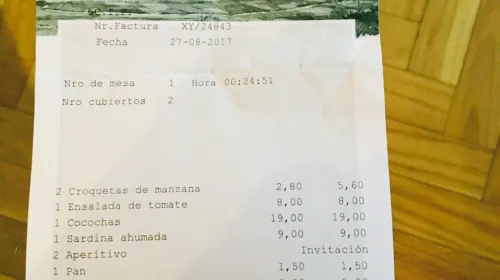 Nr.Factura XY/24843
Fecha 27-08-2017
Nro de mesa 1 Hora 00:24:51
Nro cubiertos 2
2 Croquetas de manzana 2,80 5,60
1 Ensalada de tomate 8,00 8,00
1 Cocochas 19,00 19,00
1 Sardina ahumada 9,00 9,00
2 Aperitivo Invitación
1 Pan 1,50 1,50